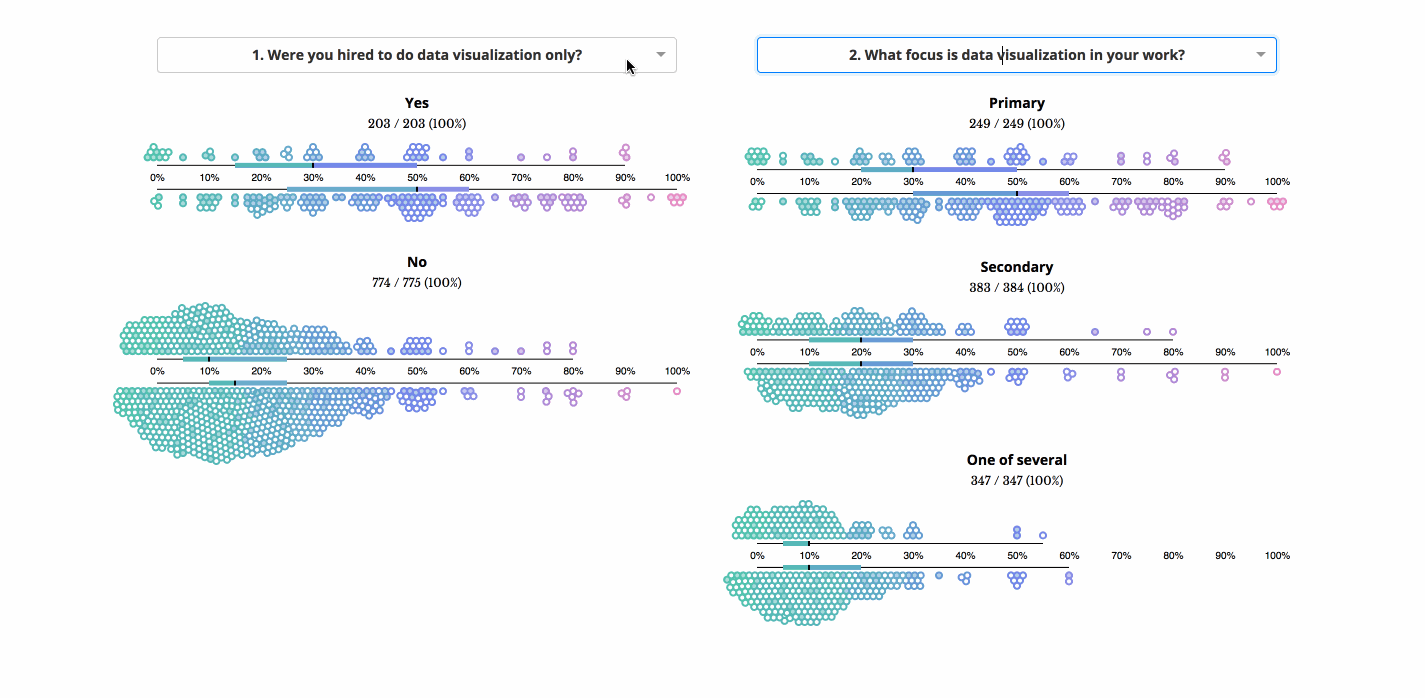 1. Were you hired to do data visualization only?
Yes
203 / 203 (100%)
0% 10% 20% 30% 40% 50% 60% 70% 80% 90% 100%
No
774 / 775 (100%)
0% 10% 20% 30% 40% 50% 60% 70% 80% 90% 100%
2. What focus is data visualization in your work?
Primary
249 / 249 (100%)
0% 10% 20% 30% 40% 50% 60% 70% 80% 90% 100%
Secondary
383 / 384 (100%)
0% 10% 20% 30% 40% 50% 60% 70% 80% 90% 100%
One of several
347 / 347 (100%)
0% 10% 20% 30% 40% 50% 60% 70% 80% 90% 100%